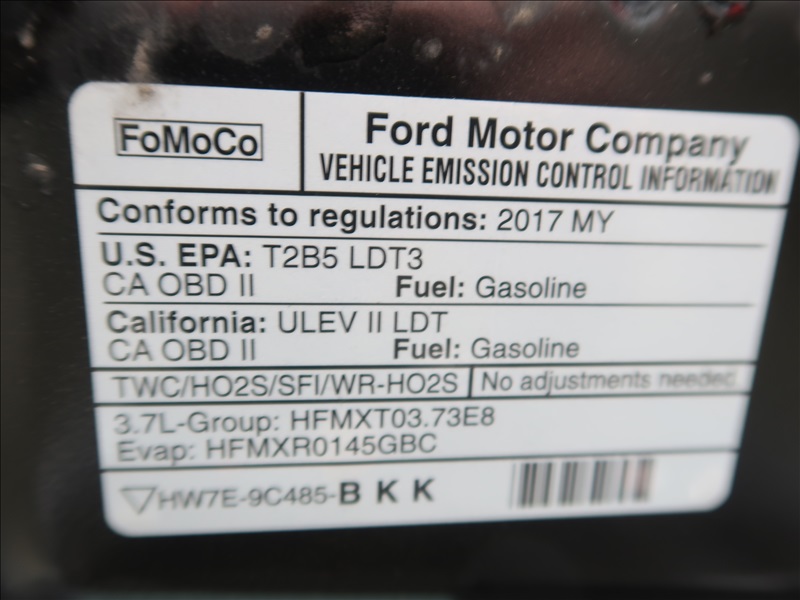 FoMoCo
Ford Motor Company
VEHICLE EMISSION CONTROL INFORMATION
Conforms to regulations: 2017 MY
U.S. EPA: T2B5 LDT3
CA OBD II Fuel: Gasoline
California: ULEV II LDT
CA OBD II Fuel: Gasoline
TWC/HO2S/SFI/WR-HO2S No adjustments needed.
3.7L-Group: HFMXT03.73E8
Evap: HFMXR0145GBC
HW7E-9C485-B K K